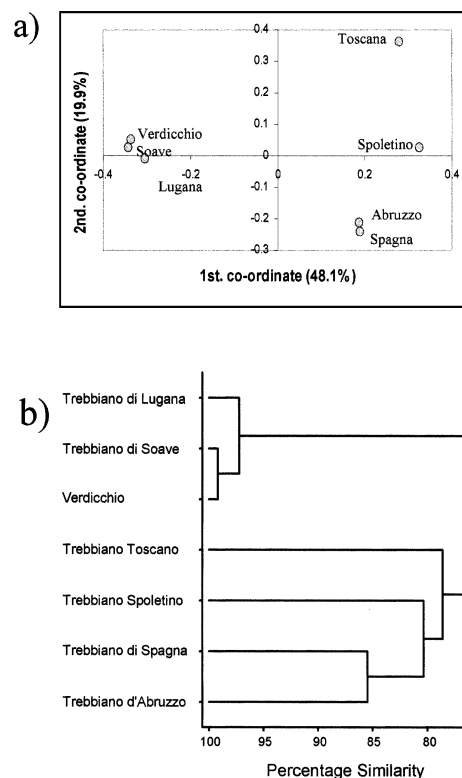 a)
2nd. co-ordinate (19.9%)
0.4
0.3
0.2
0.1
0
-0.1
-0.2
-0.3
-0.4
-0.2
0
0.2
0.4
Toscana
Verdicchio
Soave
Spoletino
Lugana
Abruzzo
Spagna
1st. co-ordinate (48.1%)
b)
Trebbiano di Lugana
Trebbiano di Soave
Verdicchio
Trebbiano Toscano
Trebbiano Spoletino
Trebbiano di Spagna
Trebbiano d'Abruzzo
100 95 90 85 80
Percentage Similarity